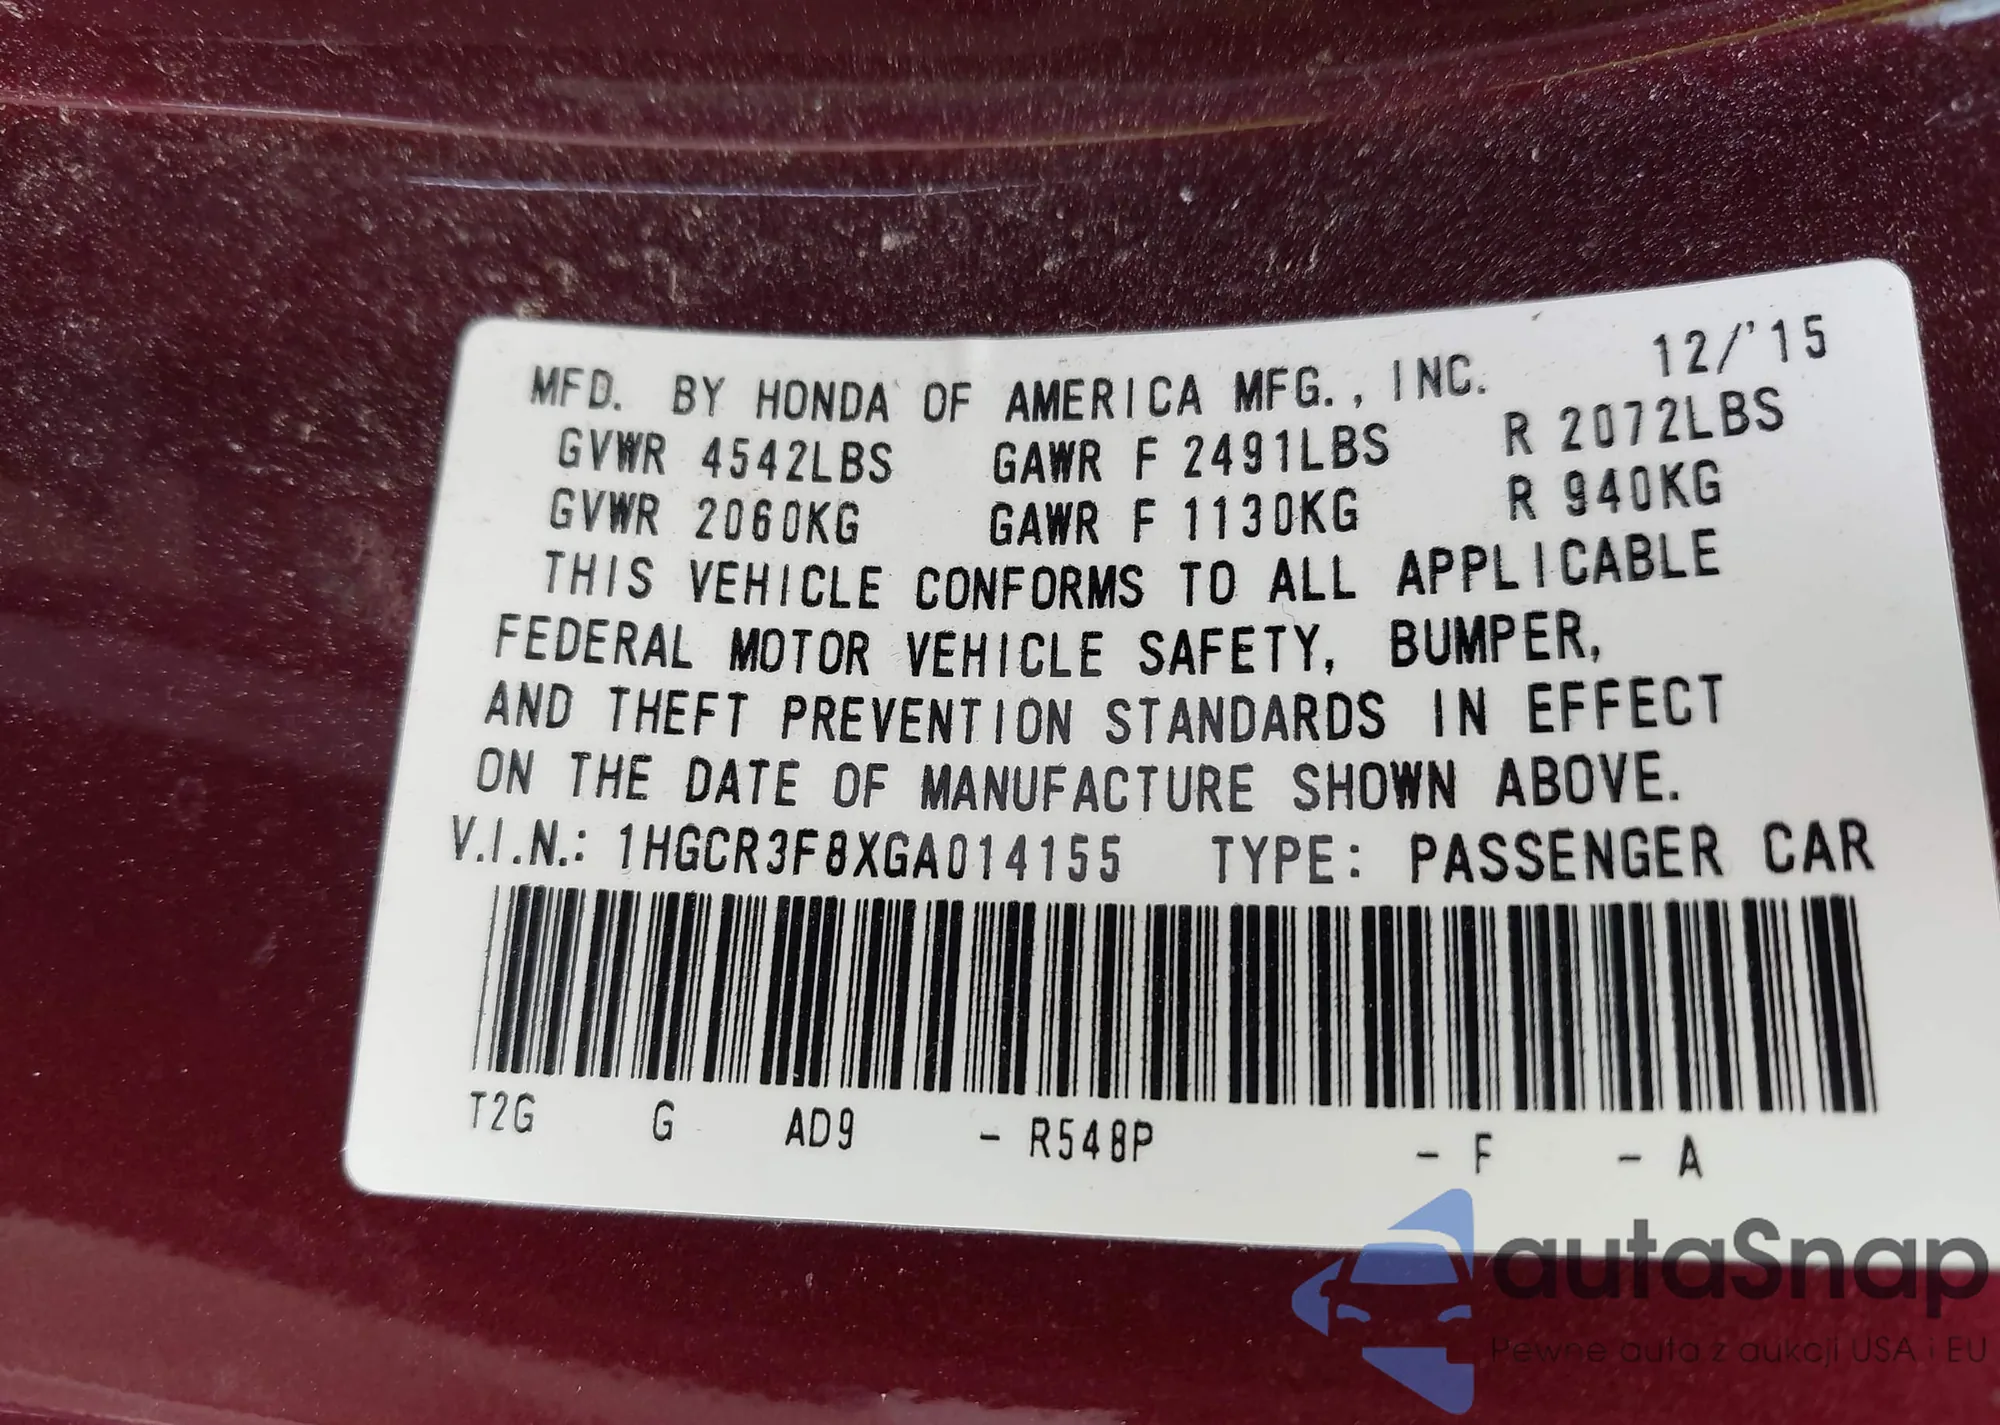 MFD. BY HONDA OF AMERICA MFG., INC. 12/'15
GVWR 4542LBS GAWR F 2491LBS R 2072LBS
GVWR 2060KG GAWR F 1130KG R 940KG
THIS VEHICLE CONFORMS TO ALL APPLICABLE
FEDERAL MOTOR VEHICLE SAFETY, BUMPER,
AND THEFT PREVENTION STANDARDS IN EFFECT
ON THE DATE OF MANUFACTURE SHOWN ABOVE.
V.I.N.: 1HGCR3F8XGA014155 TYPE: PASSENGER CAR
T2G G AD9 - R548P - F - A
autaSnap
Pewne auta z aukcji USA i EU